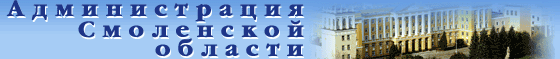 Администрация
Смоленской
области